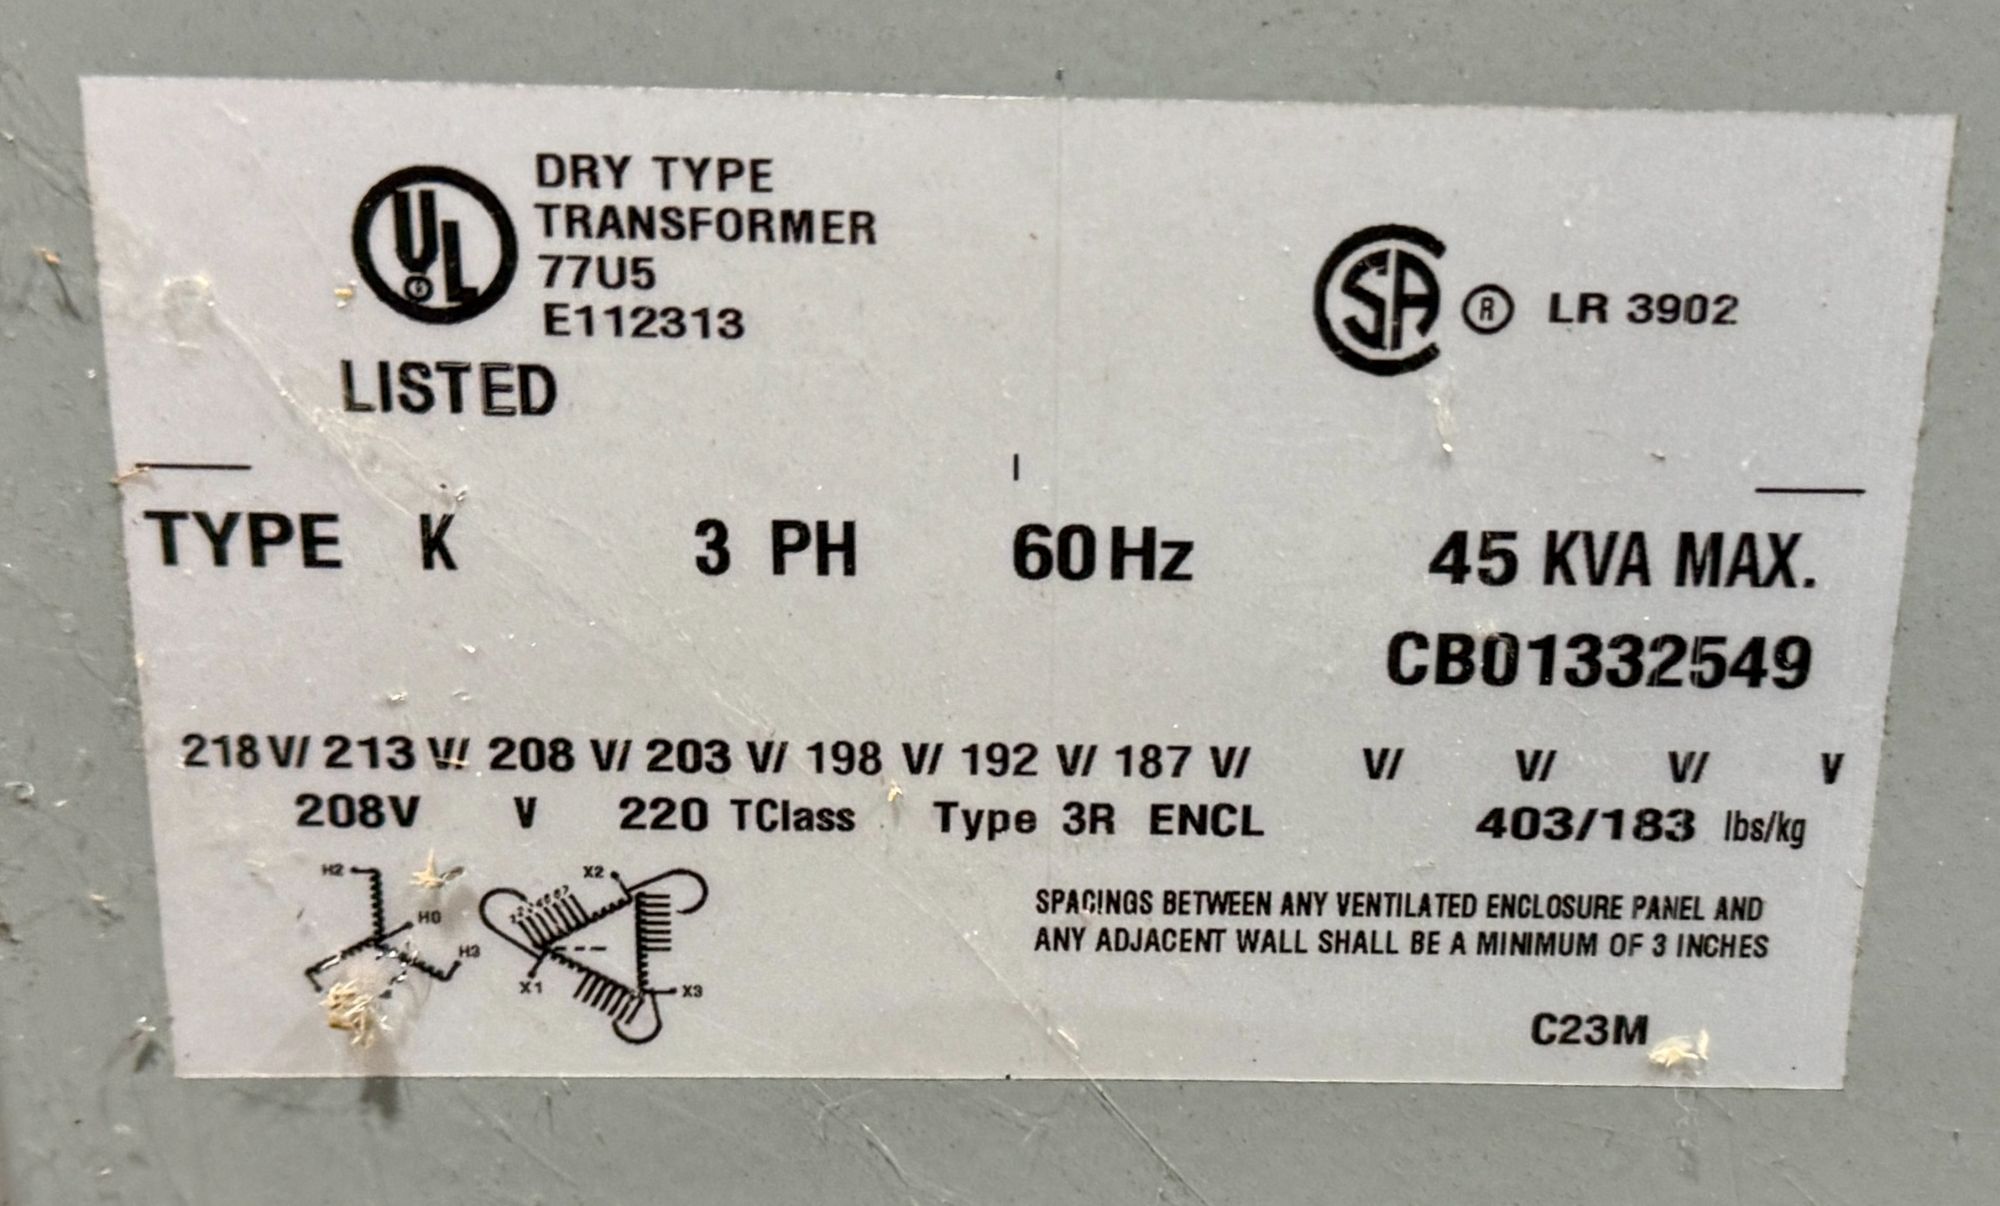 UL DRY TYPE
TRANSFORMER
77U5
E112313
LISTED
SA ® LR 3902
TYPE K 3 PH 60 Hz 45 KVA MAX.
CB01332549
218 V/ 213 V/ 208 V/ 203 V/ 198 V/ 192 V/ 187 V/ V/ V/ V/ V
208V V 220 TClass Type 3R ENCL 403/183 lbs/kg
H2
H0
H3
X2
X1
X3
SPACINGS BETWEEN ANY VENTILATED ENCLOSURE PANEL AND
ANY ADJACENT WALL SHALL BE A MINIMUM OF 3 INCHES
C23M